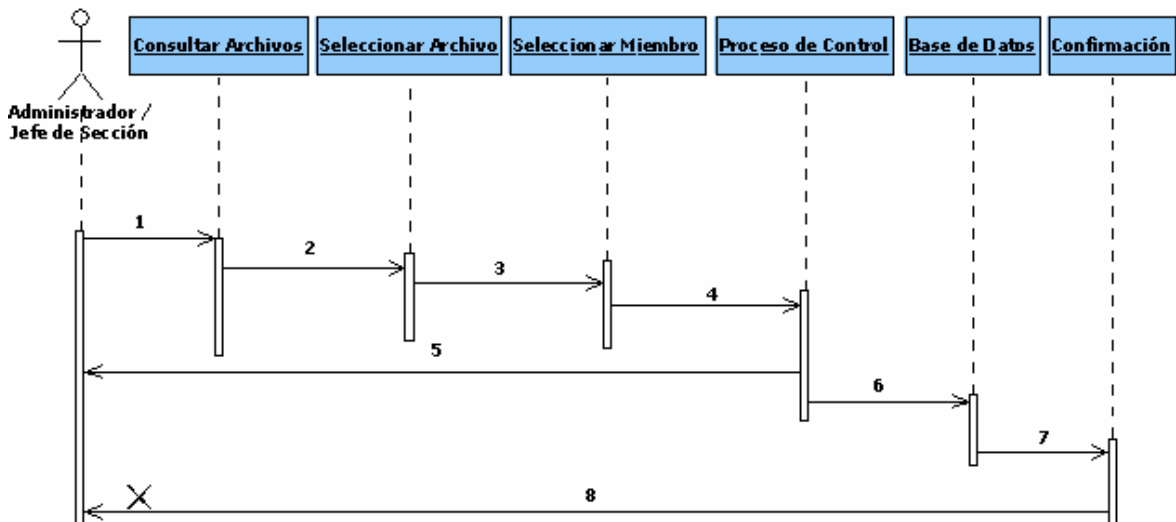 Consultar Archivos
Seleccionar Archivo
Seleccionar Miembro
Proceso de Control
Base de Datos
Confirmación
Administrador /
Jefe de Sección
1
2
3
4
5
6
7
8